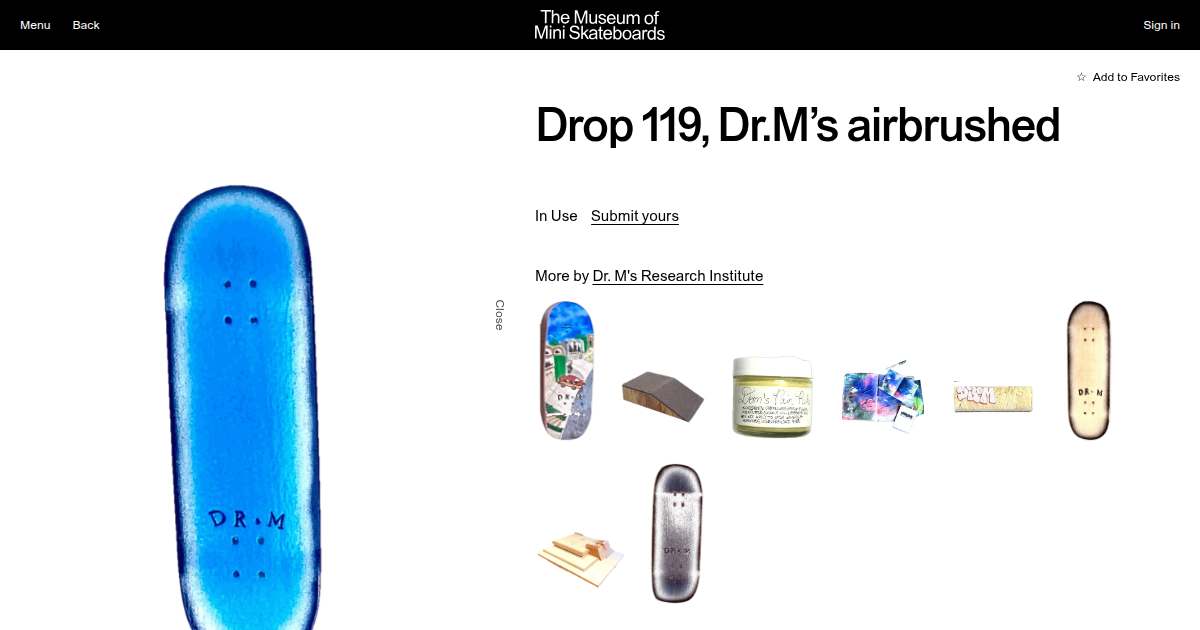 Menu
Back
The Museum of
Mini Skateboards
Sign in
☆ Add to Favorites
Drop 119, Dr.M’s airbrushed
In Use
Submit yours
More by Dr. M's Research Institute
Close
DR·M
DR·M